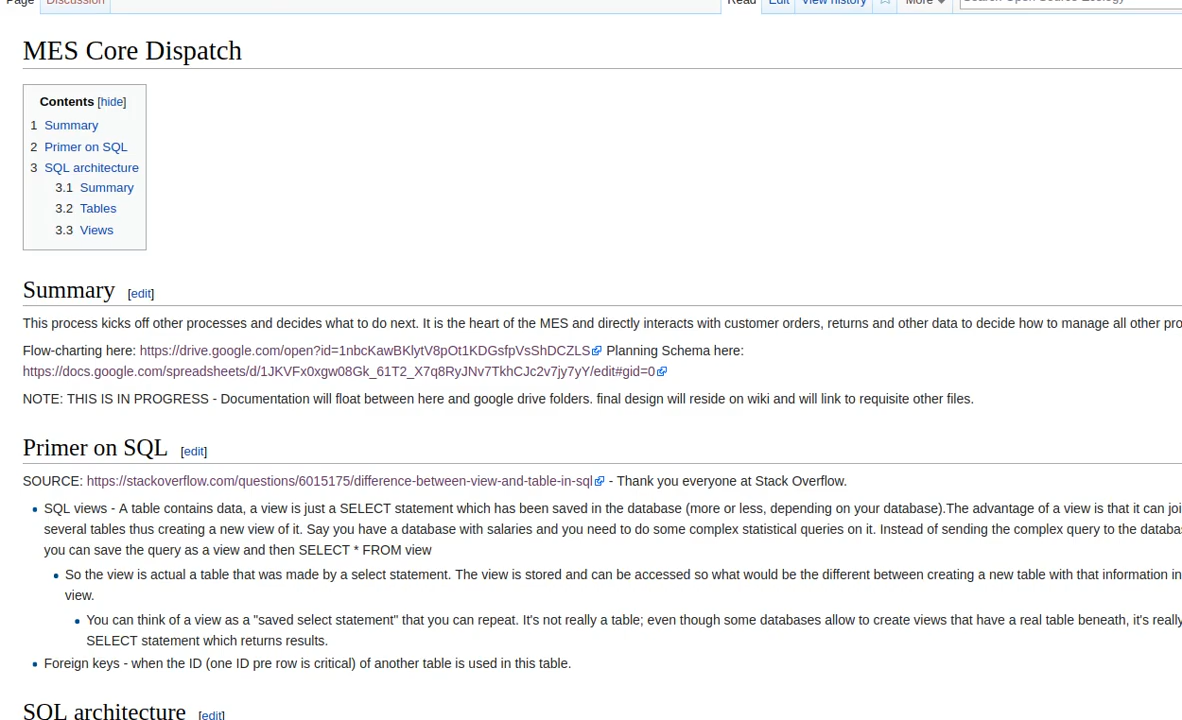 Page Discussion Read Edit View history ☆ More Search Open Source Ecology
MES Core Dispatch
Contents [hide]
1 Summary
2 Primer on SQL
3 SQL architecture
3.1 Summary
3.2 Tables
3.3 Views
Summary [edit]
This process kicks off other processes and decides what to do next. It is the heart of the MES and directly interacts with customer orders, returns and other data to decide how to manage all other pro
Flow-charting here: https://drive.google.com/open?id=1nbcKawBKlytV8pOt1KDGsfpVsShDCZLS Planning Schema here:
https://docs.google.com/spreadsheets/d/1JKVFx0xgw08Gk_61T2_X7q8RyJNv7TkhCJc2v7jy7yY/edit#gid=0
NOTE: THIS IS IN PROGRESS - Documentation will float between here and google drive folders. final design will reside on wiki and will link to requisite other files.
Primer on SQL [edit]
SOURCE: https://stackoverflow.com/questions/6015175/difference-between-view-and-table-in-sql - Thank you everyone at Stack Overflow.
SQL views - A table contains data, a view is just a SELECT statement which has been saved in the database (more or less, depending on your database).The advantage of a view is that it can joi
several tables thus creating a new view of it. Say you have a database with salaries and you need to do some complex statistical queries on it. Instead of sending the complex query to the databas
you can save the query as a view and then SELECT * FROM view
So the view is actual a table that was made by a select statement. The view is stored and can be accessed so what would be the different between creating a new table with that information in
view.
You can think of a view as a "saved select statement" that you can repeat. It's not really a table; even though some databases allow to create views that have a real table beneath, it's really
SELECT statement which returns results.
Foreign keys - when the ID (one ID pre row is critical) of another table is used in this table.
SQL architecture [edit]